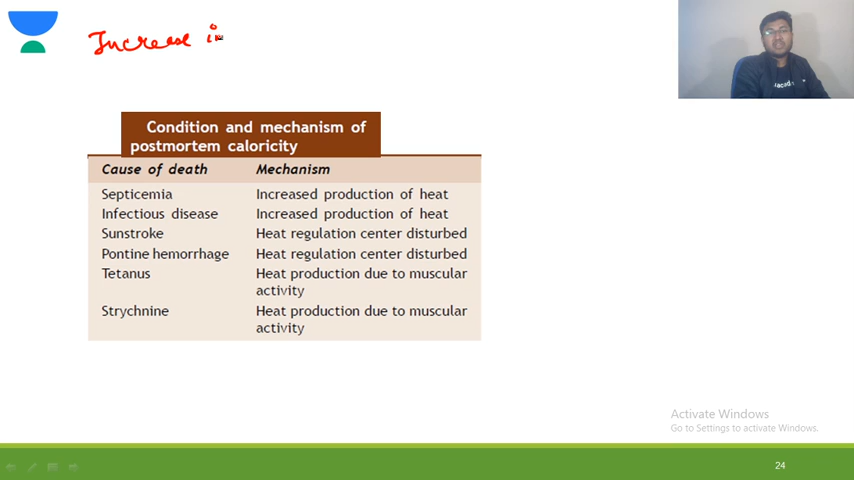 Increase in
Condition and mechanism of
postmortem caloricity
Cause of death Mechanism
Septicemia Increased production of heat
Infectious disease Increased production of heat
Sunstroke Heat regulation center disturbed
Pontine hemorrhage Heat regulation center disturbed
Tetanus Heat production due to muscular
activity
Strychnine Heat production due to muscular
activity
Activate Windows
Go to Settings to activate Windows.
24